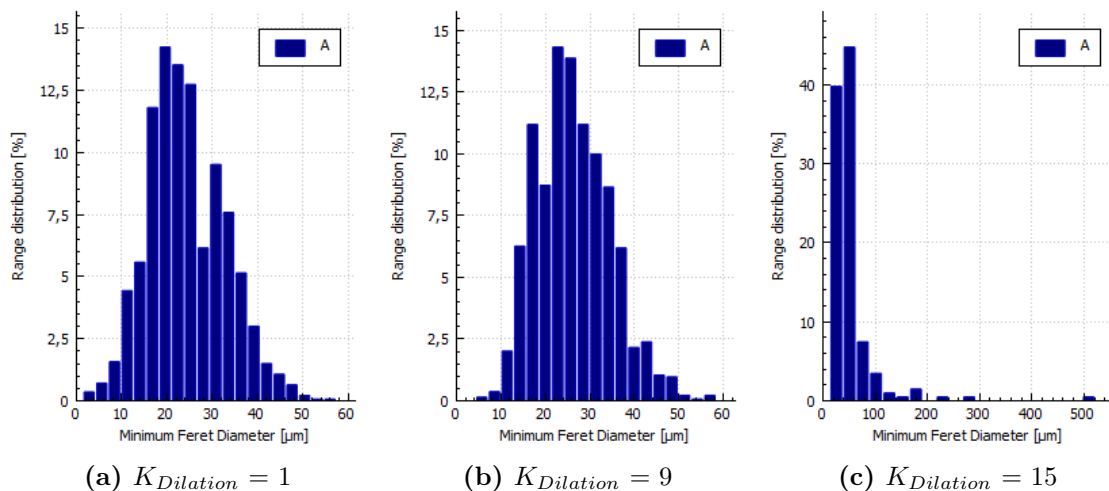 15
12,5
10
7,5
5
2,5
0
Range distribution [%]
A
0 10 20 30 40 50 60
Minimum Feret Diameter [µm]
(a) K_Dilation = 1
15
12,5
10
7,5
5
2,5
0
Range distribution [%]
A
0 10 20 30 40 50 60
Minimum Feret Diameter [µm]
(b) K_Dilation = 9
40
30
20
10
0
Range distribution [%]
A
0 100 200 300 400 500
Minimum Feret Diameter [µm]
(c) K_Dilation = 15